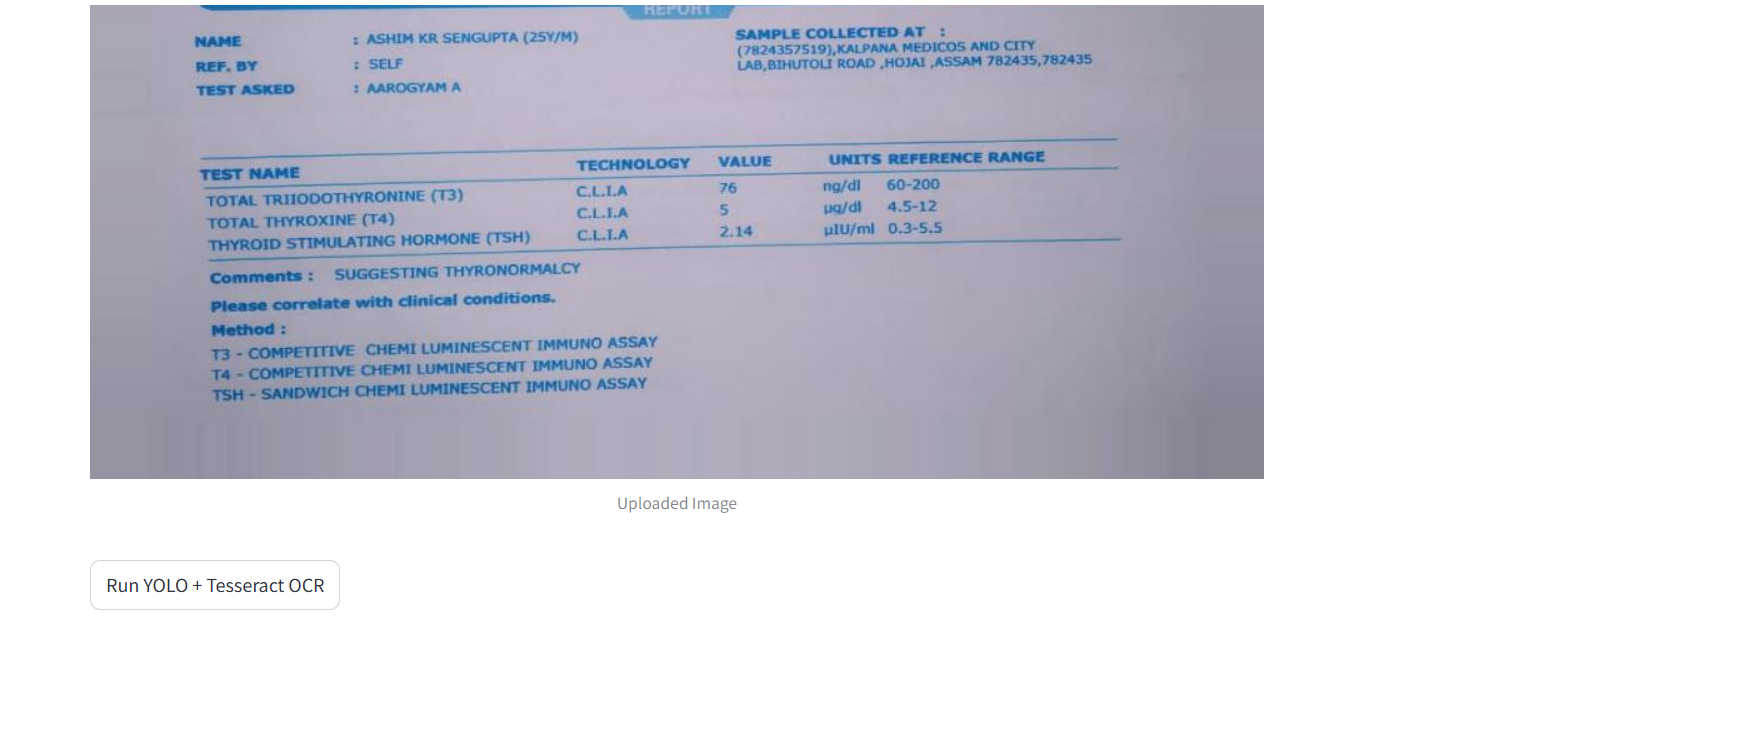 REPORT
NAME : ASHIM KR SENGUPTA (25Y/M)
REF. BY : SELF
TEST ASKED : AAROGYAM A
SAMPLE COLLECTED AT :
(7824357519),KALPANA MEDICOS AND CITY
LAB,BIHUTOLI ROAD ,HOJAI ,ASSAM 782435,782435
TEST NAME TECHNOLOGY VALUE UNITS REFERENCE RANGE
TOTAL TRIIODOTHYRONINE (T3) C.L.I.A 76 ng/dl 60-200
TOTAL THYROXINE (T4) C.L.I.A 5 µg/dl 4.5-12
THYROID STIMULATING HORMONE (TSH) C.L.I.A 2.14 µIU/ml 0.3-5.5
Comments : SUGGESTING THYRONORMALCY
Please correlate with clinical conditions.
Method :
T3 - COMPETITIVE CHEMI LUMINESCENT IMMUNO ASSAY
T4 - COMPETITIVE CHEMI LUMINESCENT IMMUNO ASSAY
TSH - SANDWICH CHEMI LUMINESCENT IMMUNO ASSAY
Uploaded Image
Run YOLO + Tesseract OCR